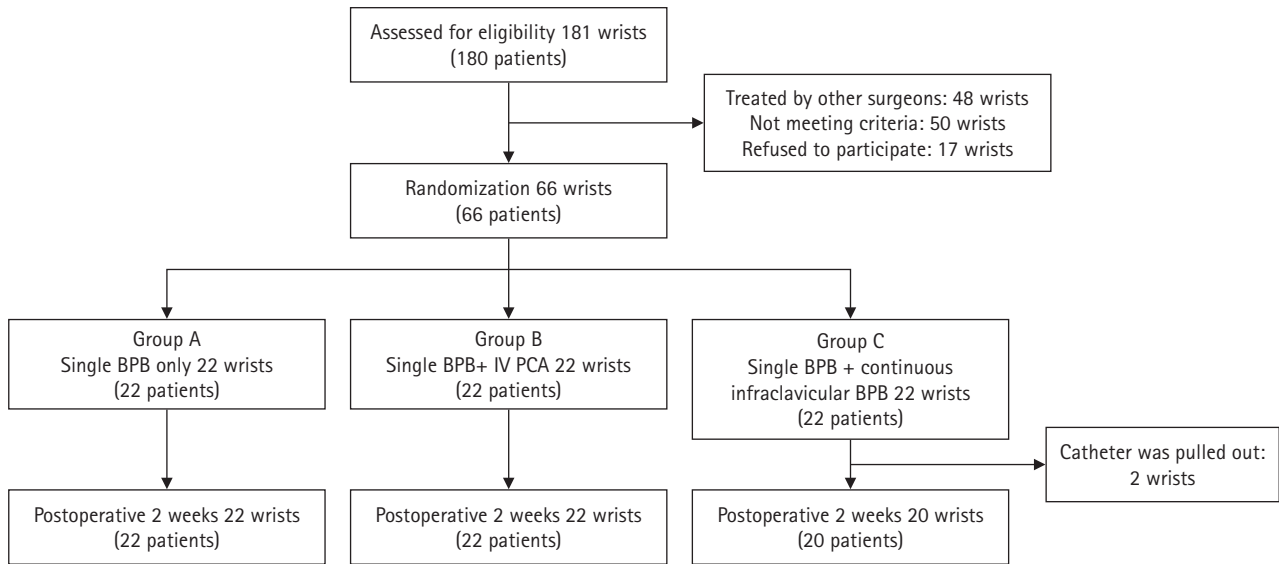 Assessed for eligibility 181 wrists
(180 patients)
Treated by other surgeons: 48 wrists
Not meeting criteria: 50 wrists
Refused to participate: 17 wrists
Randomization 66 wrists
(66 patients)
Group A
Single BPB only 22 wrists
(22 patients)
Group B
Single BPB+ IV PCA 22 wrists
(22 patients)
Group C
Single BPB + continuous
infraclavicular BPB 22 wrists
(22 patients)
Catheter was pulled out:
2 wrists
Postoperative 2 weeks 22 wrists
(22 patients)
Postoperative 2 weeks 22 wrists
(22 patients)
Postoperative 2 weeks 20 wrists
(20 patients)